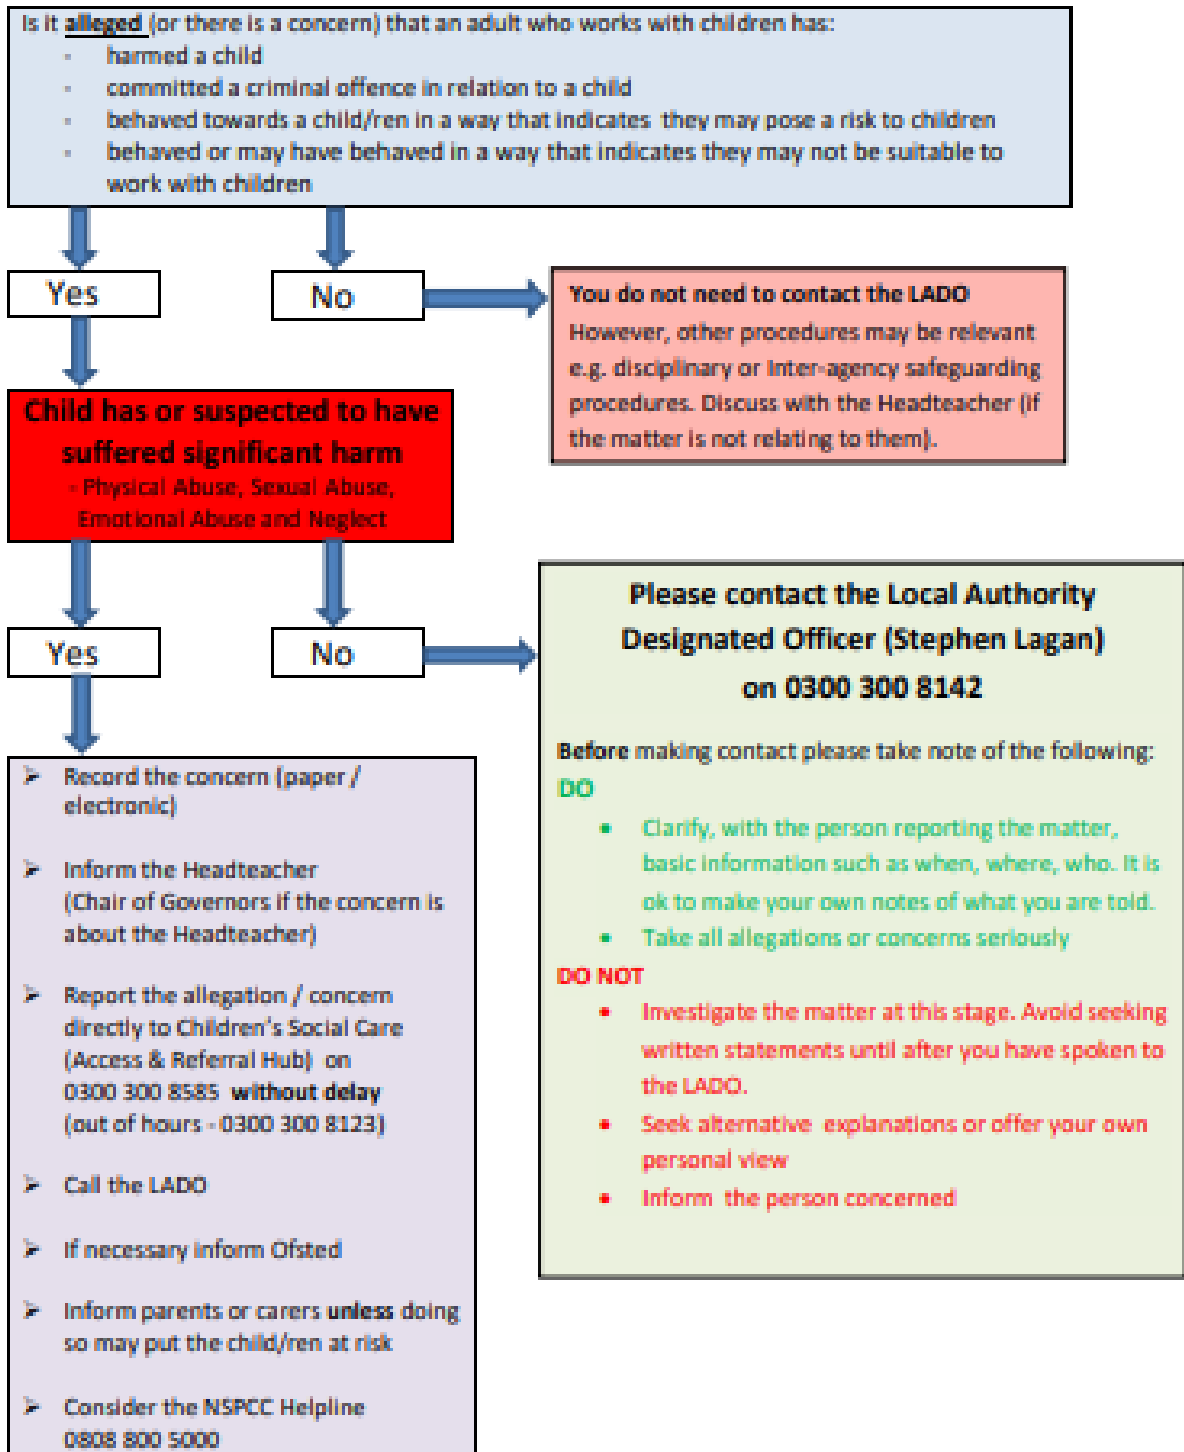 Is it alleged (or there is a concern) that an adult who works with children has:
- harmed a child
- committed a criminal offence in relation to a child
- behaved towards a child/ren in a way that indicates they may pose a risk to children
- behaved or may have behaved in a way that indicates they may not be suitable to
work with children
Yes
No
You do not need to contact the LADO
However, other procedures may be relevant
e.g. disciplinary or Inter-agency safeguarding
procedures. Discuss with the Headteacher (if
the matter is not relating to them).
Child has or suspected to have
suffered significant harm
- Physical Abuse, Sexual Abuse,
Emotional Abuse and Neglect
Yes
No
Please contact the Local Authority
Designated Officer (Stephen Lagan)
on 0300 300 8142
Before making contact please take note of the following:
DO
• Clarify, with the person reporting the matter,
basic information such as when, where, who. It is
ok to make your own notes of what you are told.
• Take all allegations or concerns seriously
DO NOT
• Investigate the matter at this stage. Avoid seeking
written statements until after you have spoken to
the LADO.
• Seek alternative explanations or offer your own
personal view
• Inform the person concerned
➢ Record the concern (paper /
electronic)
➢ Inform the Headteacher
(Chair of Governors if the concern is
about the Headteacher)
➢ Report the allegation / concern
directly to Children's Social Care
(Access & Referral Hub) on
0300 300 8585 without delay
(out of hours - 0300 300 8123)
➢ Call the LADO
➢ If necessary inform Ofsted
➢ Inform parents or carers unless doing
so may put the child/ren at risk
➢ Consider the NSPCC Helpline
0808 800 5000